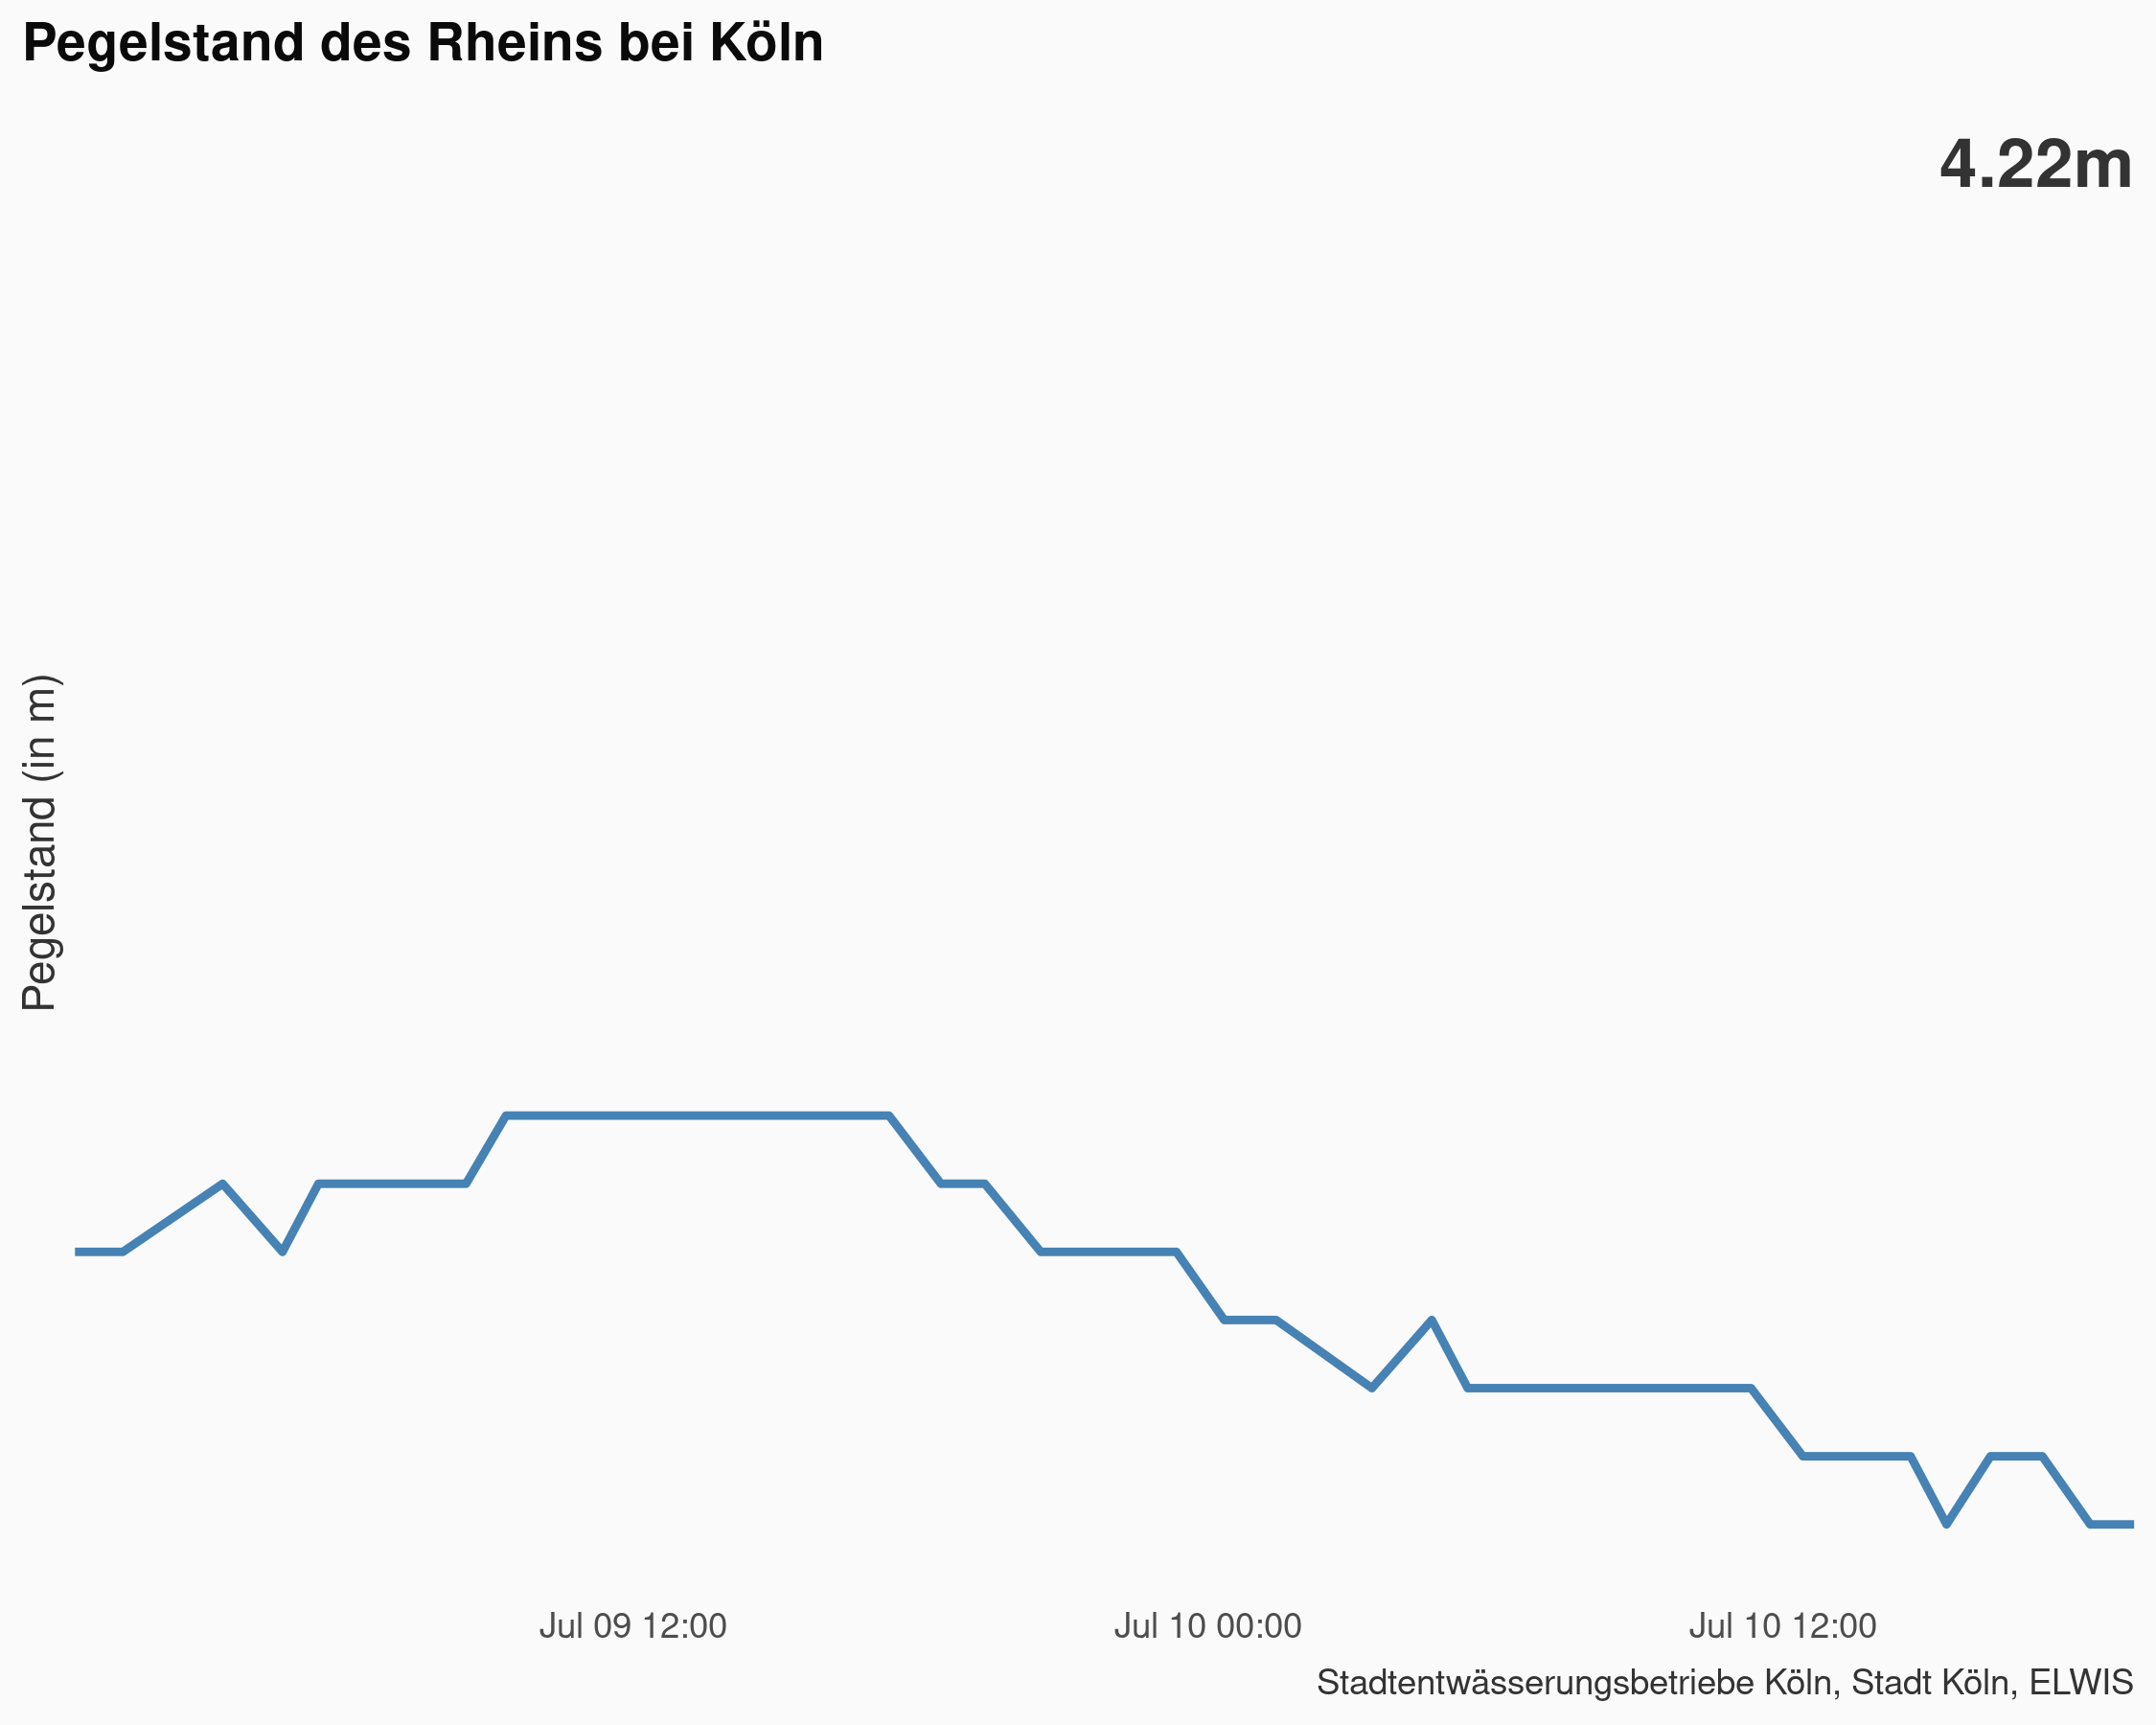 Pegelstand des Rheins bei Köln
4.22m
Pegelstand (in m)
Jul 09 12:00
Jul 10 00:00
Jul 10 12:00
Stadtentwässerungsbetriebe Köln, Stadt Köln, ELWIS